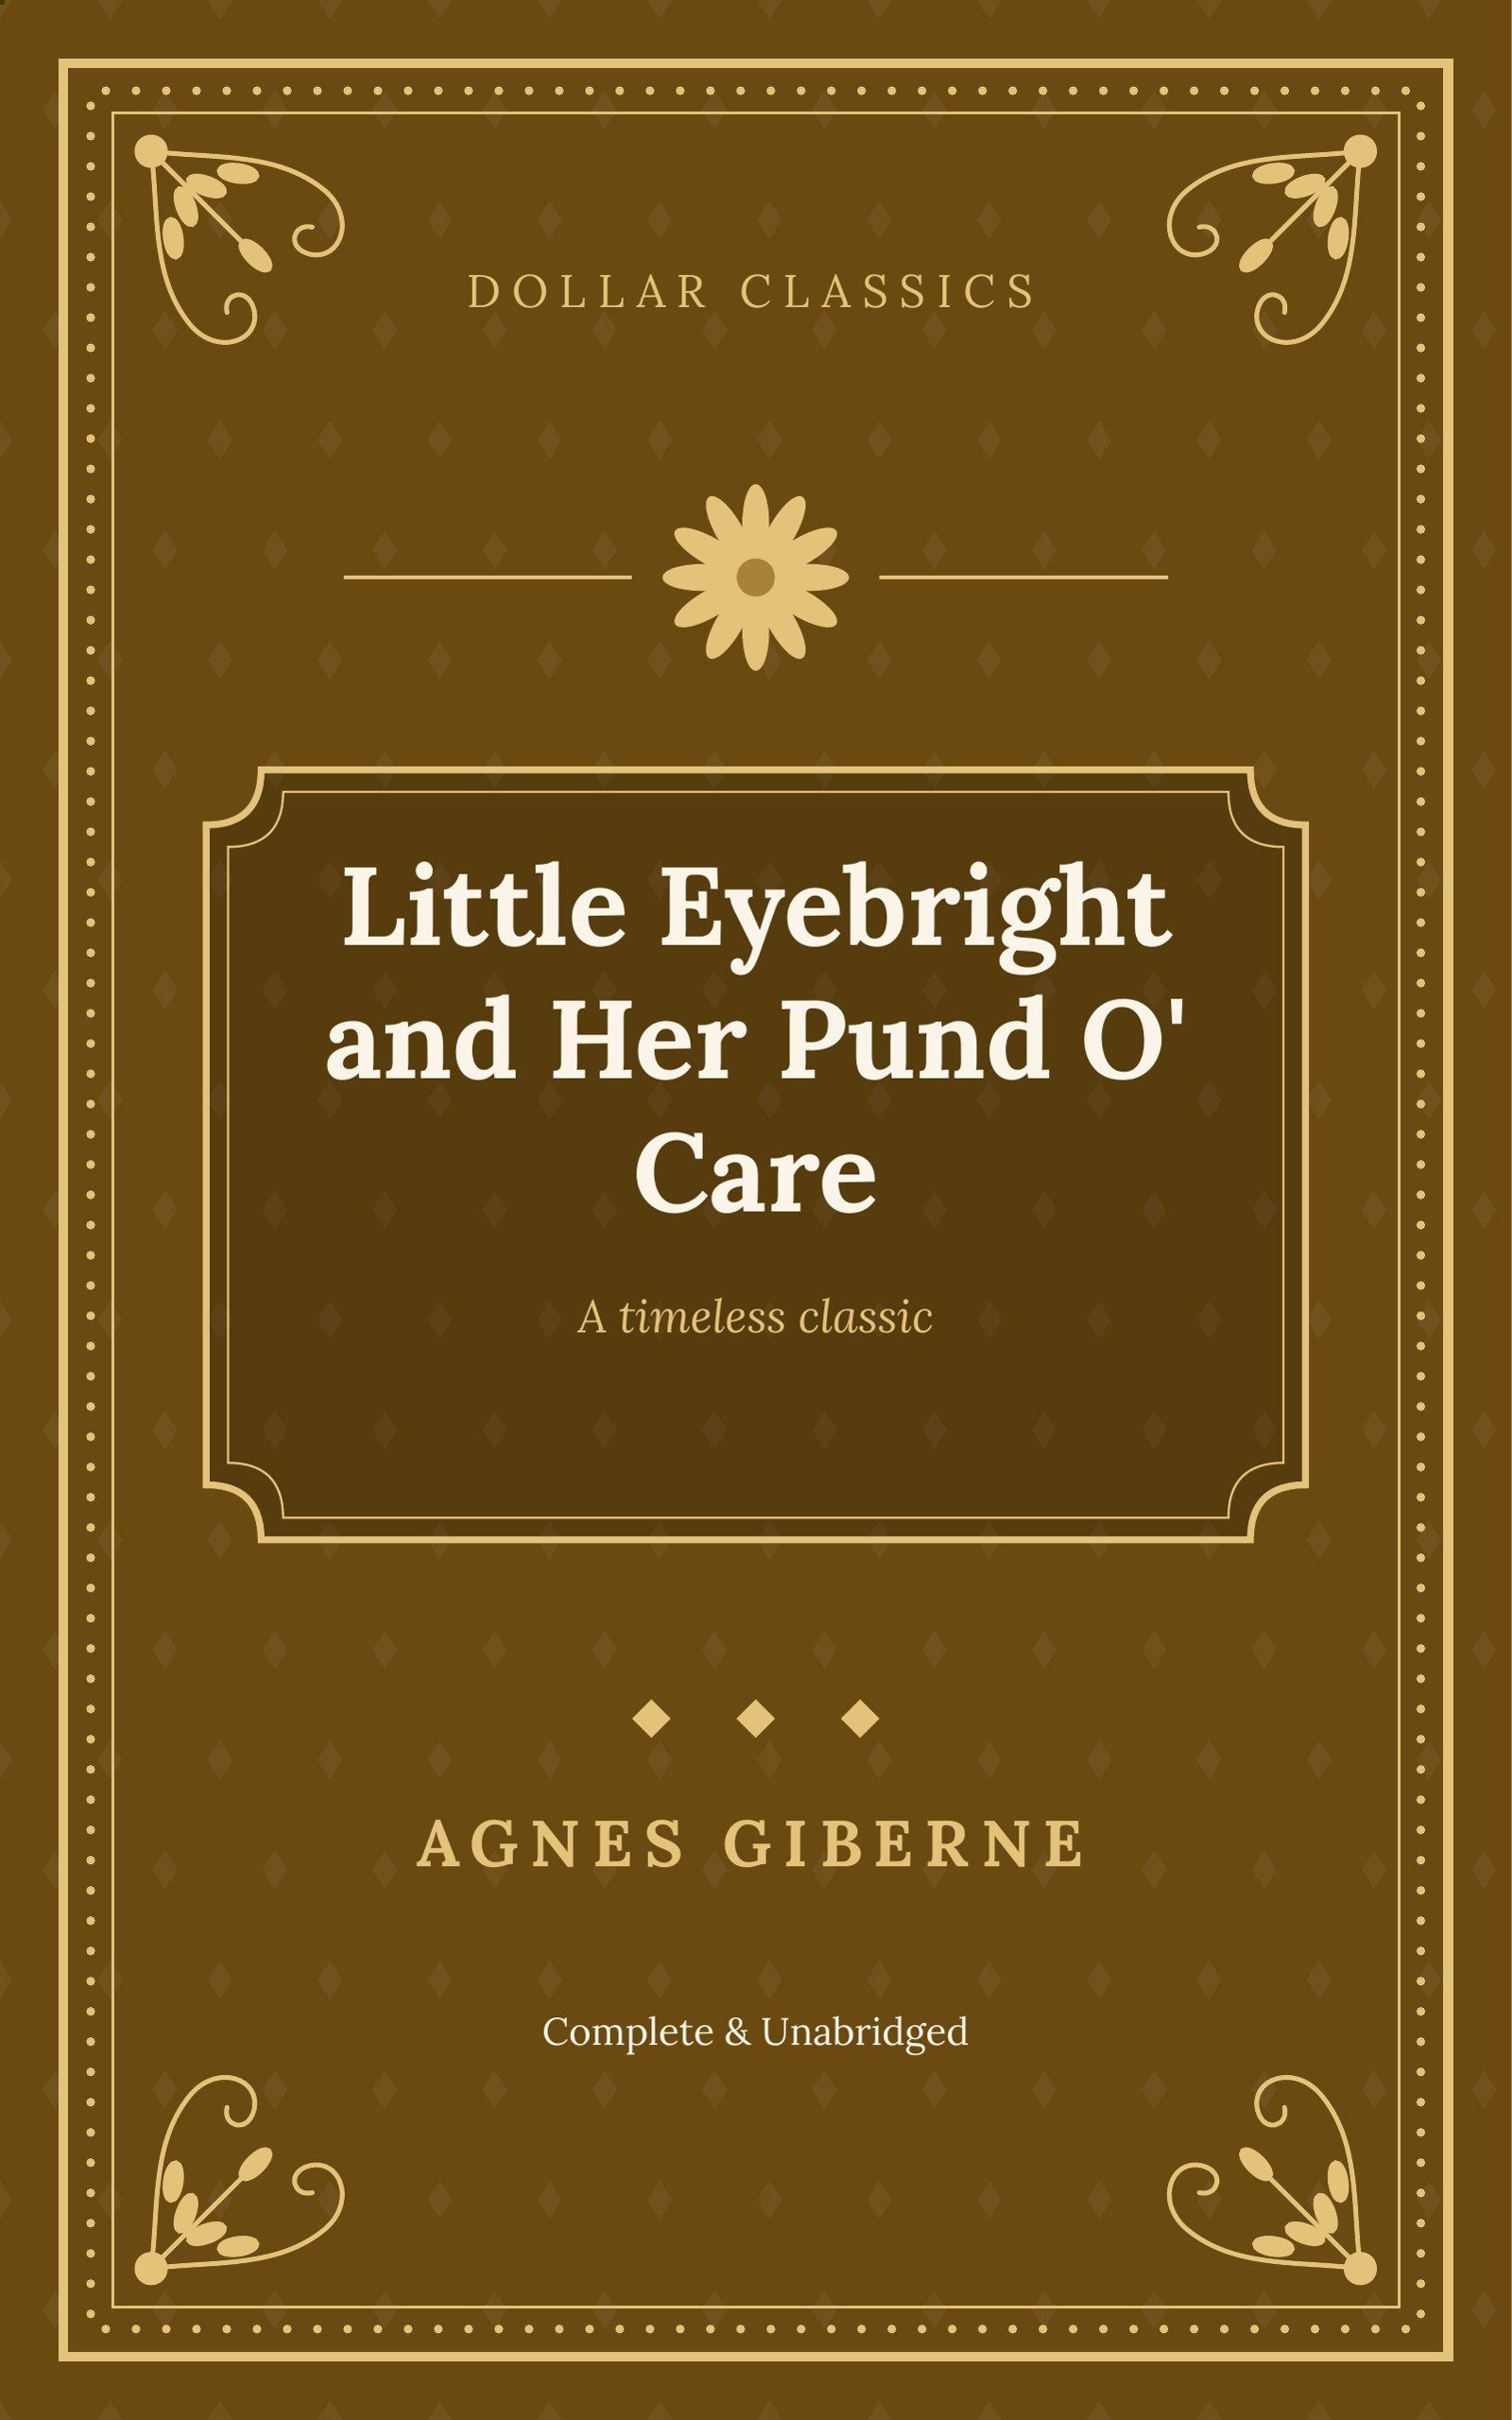 DOLLAR CLASSICS
Little Eyebright
and Her Pund O'
Care
A timeless classic
AGNES GIBERNE
Complete & Unabridged